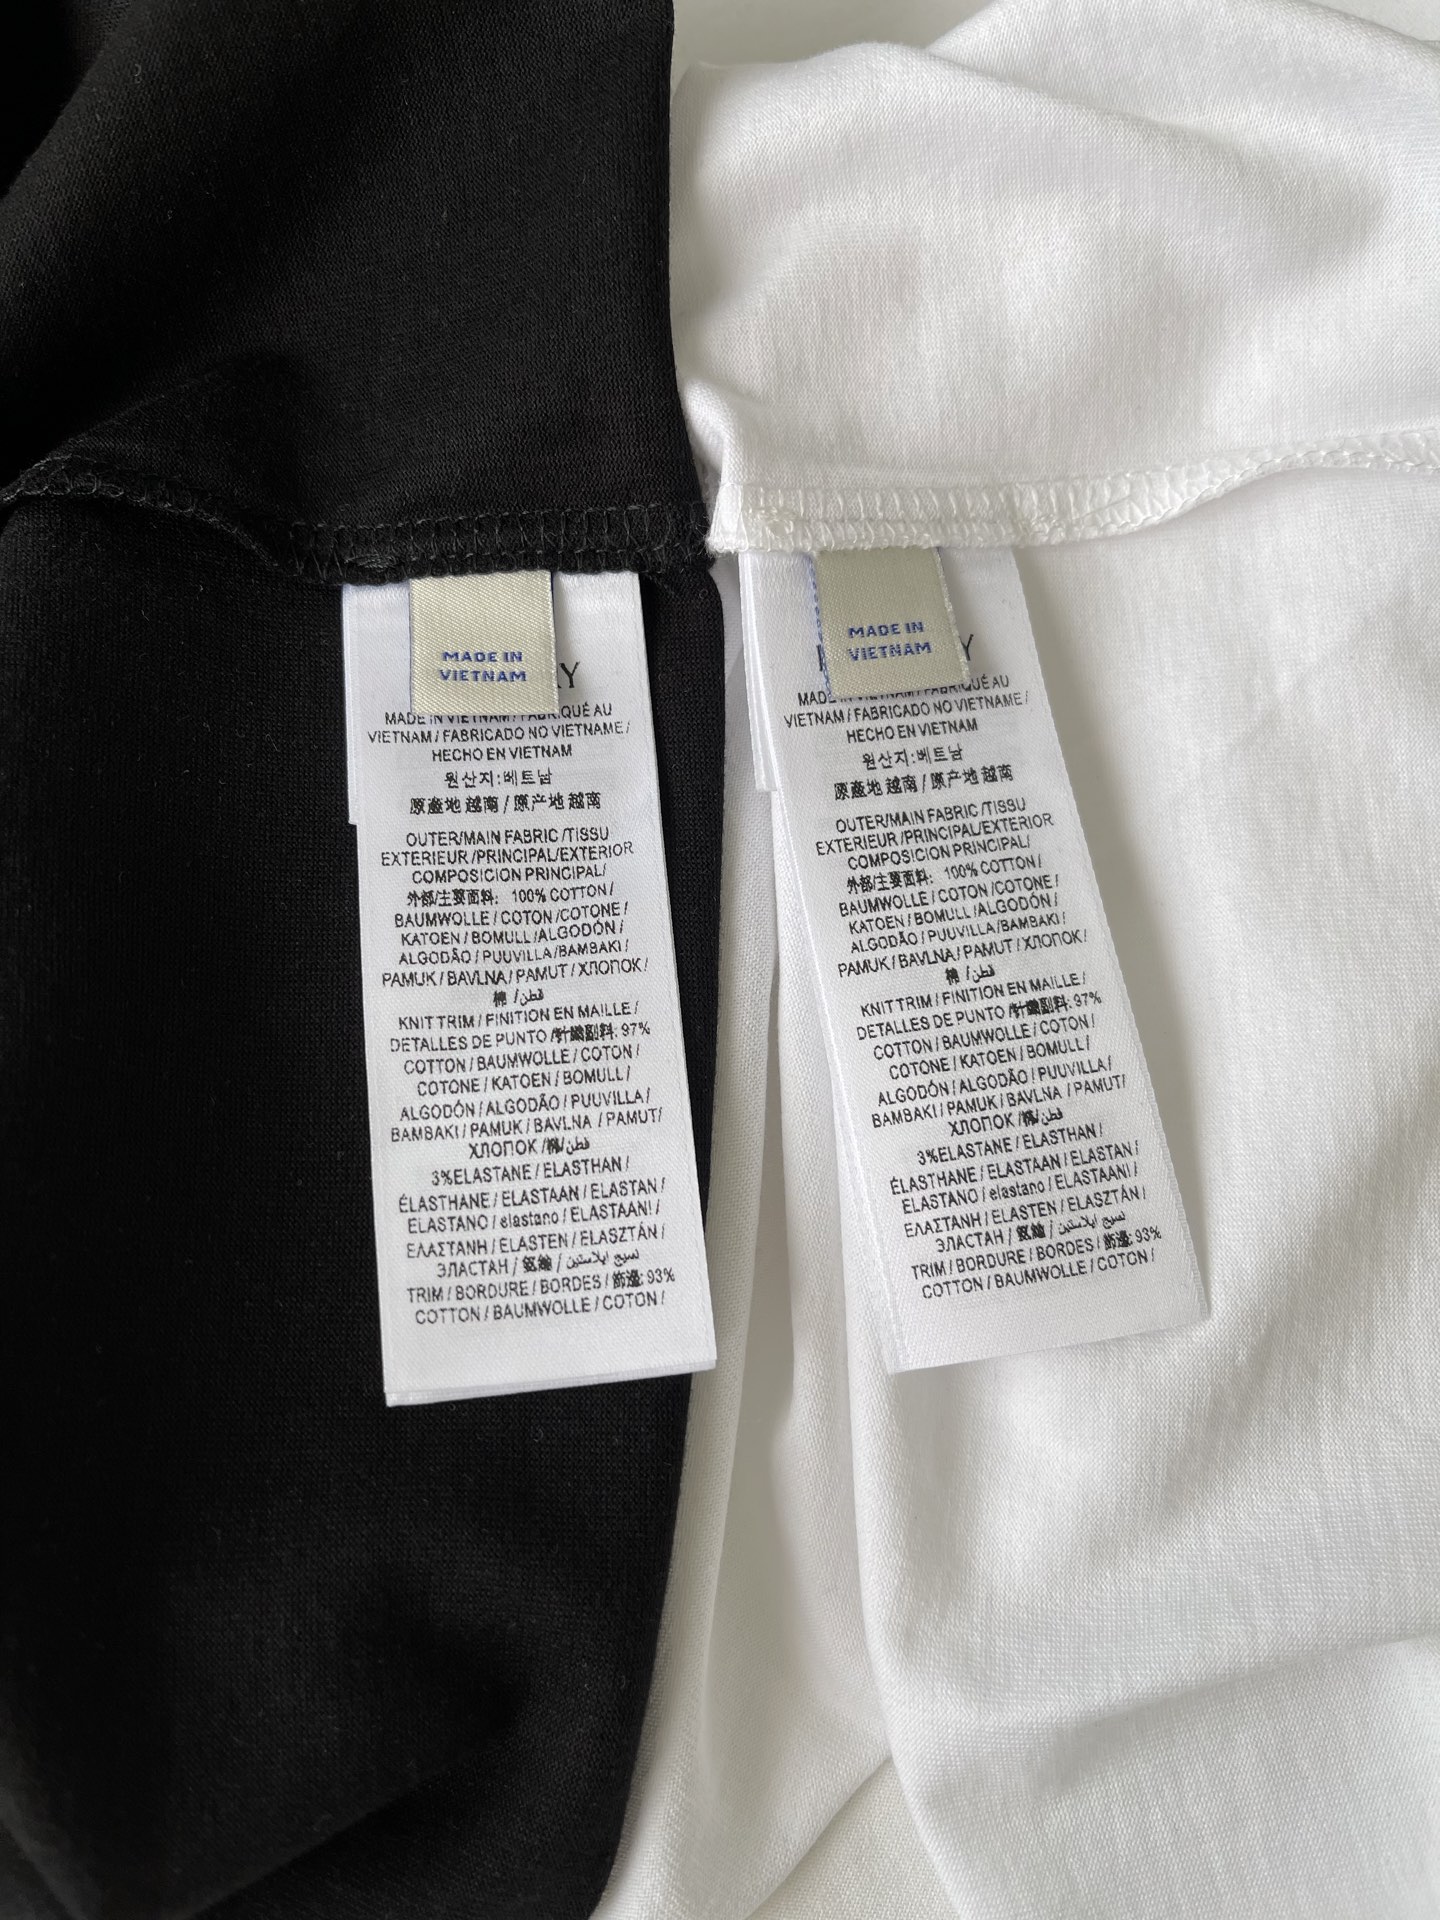 MADE IN
VIETNAM
MADE IN VIETNAM / FABRIQUÉ AU
VIETNAM / FABRICADO NO VIETNAME /
HECHO EN VIETNAM
원산지:베트남
原産地 越南 / 原产地 越南
OUTER/MAIN FABRIC /TISSU
EXTERIEUR /PRINCIPAL/EXTERIOR
COMPOSICION PRINCIPAL/
外部/主要面料: 100% COTTON /
BAUMWOLLE / COTON /COTONE /
KATOEN / BOMULL /ALGODÓN /
ALGODÃO / PUUVILLA/BAMBAKI /
PAMUK / BAVLNA / PAMUT / ХЛОПОК /
棉 / قطن
KNIT TRIM / FINITION EN MAILLE /
DETALLES DE PUNTO /針織副料: 97%
COTTON / BAUMWOLLE / COTON /
COTONE / KATOEN / BOMULL /
ALGODÓN / ALGODÃO / PUUVILLA /
BAMBAKI / PAMUK / BAVLNA / PAMUT/
ХЛОПОК /棉/ قطن
3%ELASTANE / ELASTHAN /
ÉLASTHANE / ELASTAAN / ELASTAN /
ELASTANO / elastano / ELASTAANI /
ΕΛΑΣΤΑΝΗ / ELASTEN / ELASZTÁN /
ЭЛАСТАН / 氨綸 / نسيج ايلاستين
TRIM / BORDURE / BORDES / 飾邊: 93%
COTTON / BAUMWOLLE / COTON /
MADE IN
VIETNAM
MADE IN VIETNAM / FABRIQUÉ AU
VIETNAM / FABRICADO NO VIETNAME /
HECHO EN VIETNAM
원산지:베트남
原産地 越南 / 原产地 越南
OUTER/MAIN FABRIC /TISSU
EXTERIEUR /PRINCIPAL/EXTERIOR
COMPOSICION PRINCIPAL/
外部/主要面料: 100% COTTON /
BAUMWOLLE / COTON /COTONE /
KATOEN / BOMULL /ALGODÓN /
ALGODÃO / PUUVILLA/BAMBAKI /
PAMUK / BAVLNA / PAMUT / ХЛОПОК /
棉 / قطن
KNIT TRIM / FINITION EN MAILLE /
DETALLES DE PUNTO /針織副料: 97%
COTTON / BAUMWOLLE / COTON /
COTONE / KATOEN / BOMULL /
ALGODÓN / ALGODÃO / PUUVILLA /
BAMBAKI / PAMUK / BAVLNA / PAMUT/
ХЛОПОК /棉/ قطن
3%ELASTANE / ELASTHAN /
ÉLASTHANE / ELASTAAN / ELASTAN /
ELASTANO / elastano / ELASTAANI /
ΕΛΑΣΤΑΝΗ / ELASTEN / ELASZTÁN /
ЭЛАСТАН / 氨綸 / نسيج ايلاستين
TRIM / BORDURE / BORDES / 飾邊: 93%
COTTON / BAUMWOLLE / COTON /